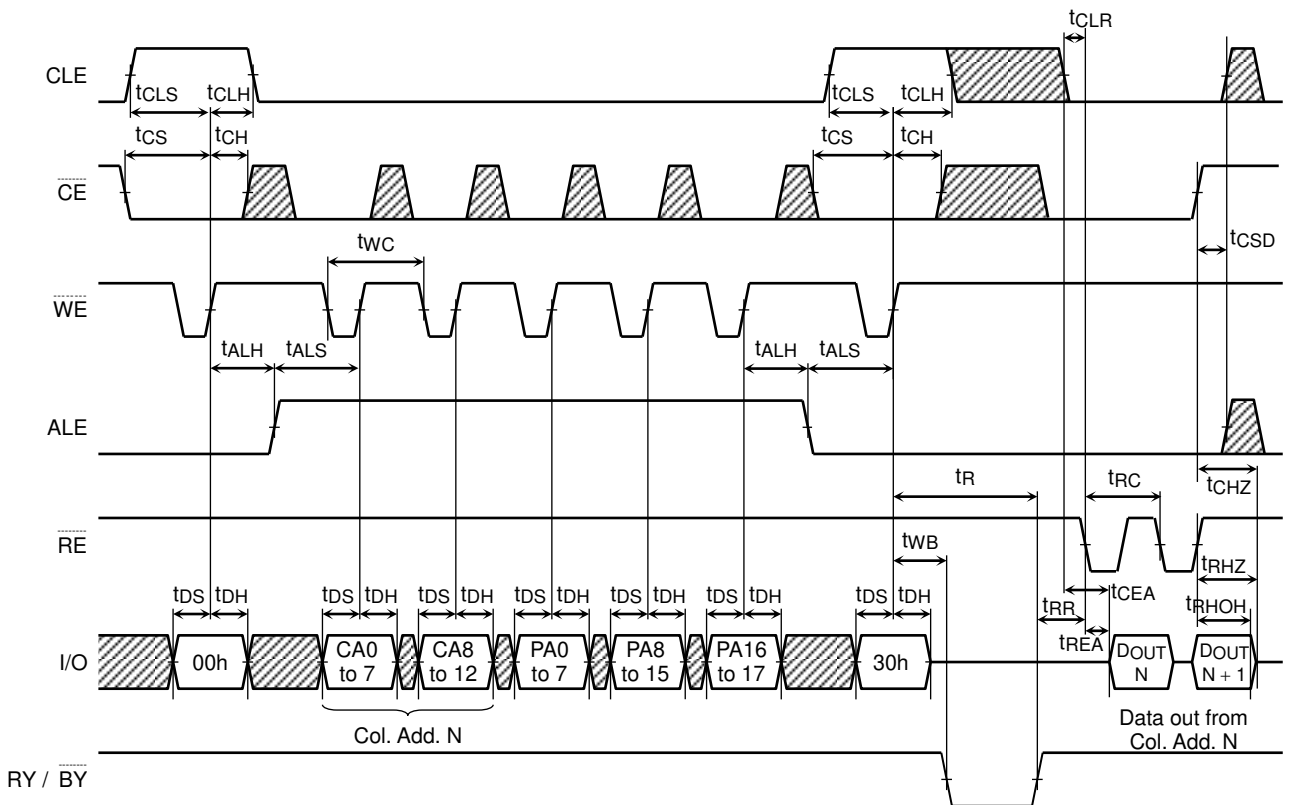 tCLR
CLE
tCLS tCLH tCLS tCLH
tCS tCH tCS tCH
CE
tWC tCSD
WE
tALH tALS tALH tALS
ALE
tR tRC tCHZ
RE
tWB
tDS tDH tDS tDH tDS tDH tDS tDH tDS tDH tDS tDH tDS tDH tRR tCEA tRHZ
tREA tRHOH
I/O 00h CA0 to 7 CA8 to 12 PA0 to 7 PA8 to 15 PA16 to 17 30h DOUT N DOUT N + 1
Col. Add. N
Data out from
Col. Add. N
RY / BY